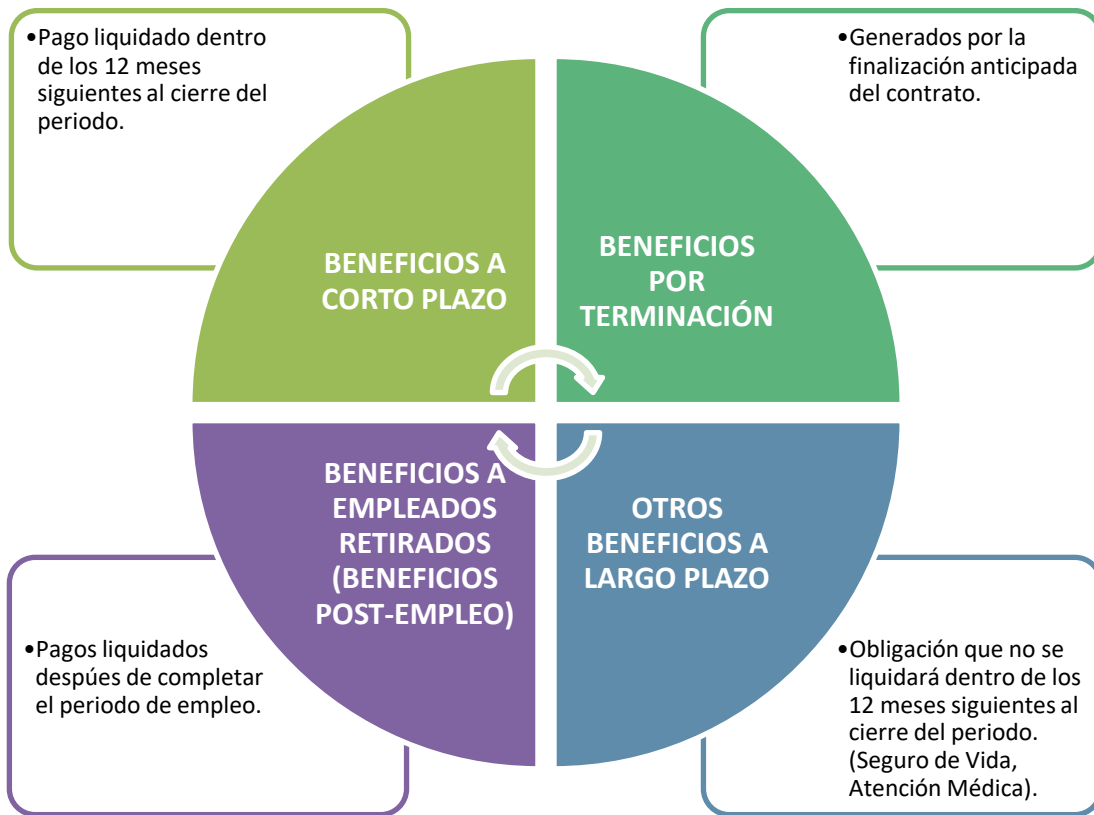 •Pago liquidado dentro
de los 12 meses
siguientes al cierre del
periodo.
•Generados por la
finalización anticipada
del contrato.
BENEFICIOS A
CORTO PLAZO
BENEFICIOS
POR
TERMINACIÓN
BENEFICIOS A
EMPLEADOS
RETIRADOS
(BENEFICIOS
POST-EMPLEO)
OTROS
BENEFICIOS A
LARGO PLAZO
•Pagos liquidados
despúes de completar
el periodo de empleo.
•Obligación que no se
liquidará dentro de los
12 meses siguientes al
cierre del periodo.
(Seguro de Vida,
Atención Médica).